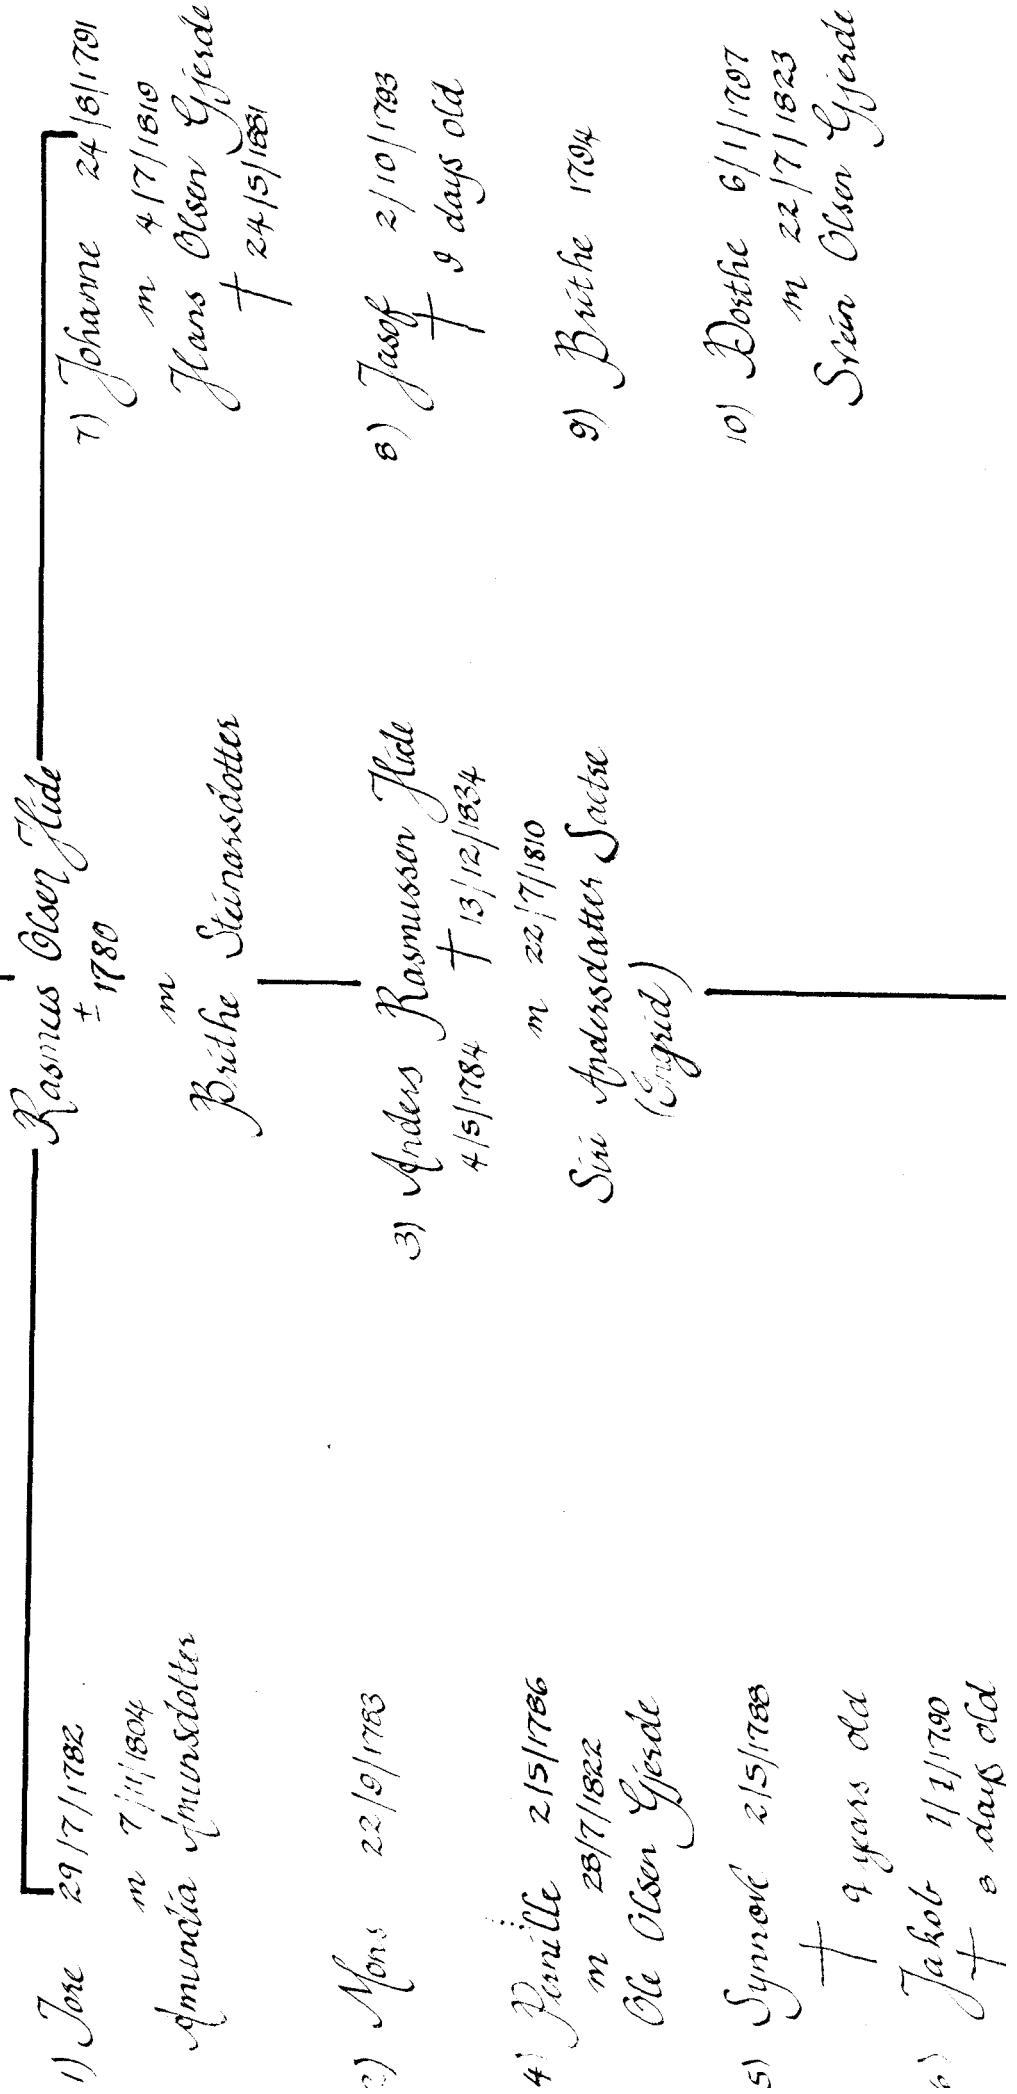 Rasmus Olsen Hide
± 1780
m
Brithe Steinarsdotter
1) Tore 29/7/1782
m 7/11/1804
Amundia Amunsdotter
2) Mons 22/9/1783
3) Anders Rasmussen Hide
4/5/1784 † 13/12/1834
m 22/7/1810
Siri Andersdatter Saetre
(Ingrid)
4) Pernille 2/5/1786
m 28/7/1822
Ole Olsen Gjerde
5) Synnove 2/5/1788
†
9 years old
6) Jakob 1/1/1790
† 8 days old
7) Johanne 24/8/1791
m 4/7/1810
Hans Olsen Gjerde
† 24/5/1881
8) Jasof 2/10/1793
† 9 days old
9) Brithe 1794
10) Dorthe 6/1/1797
m 22/7/1823
Svein Olsen Gjerde